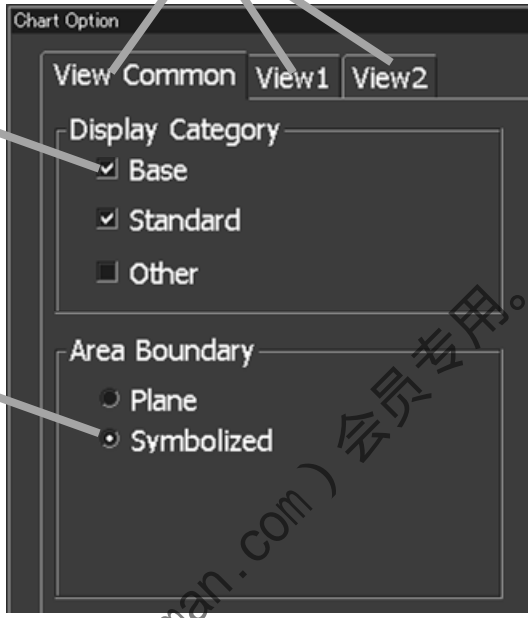 Chart Option
View Common View1 View2
Display Category
Base
Standard
Other
Area Boundary
Plane
Symbolized
man.com）会员专用。